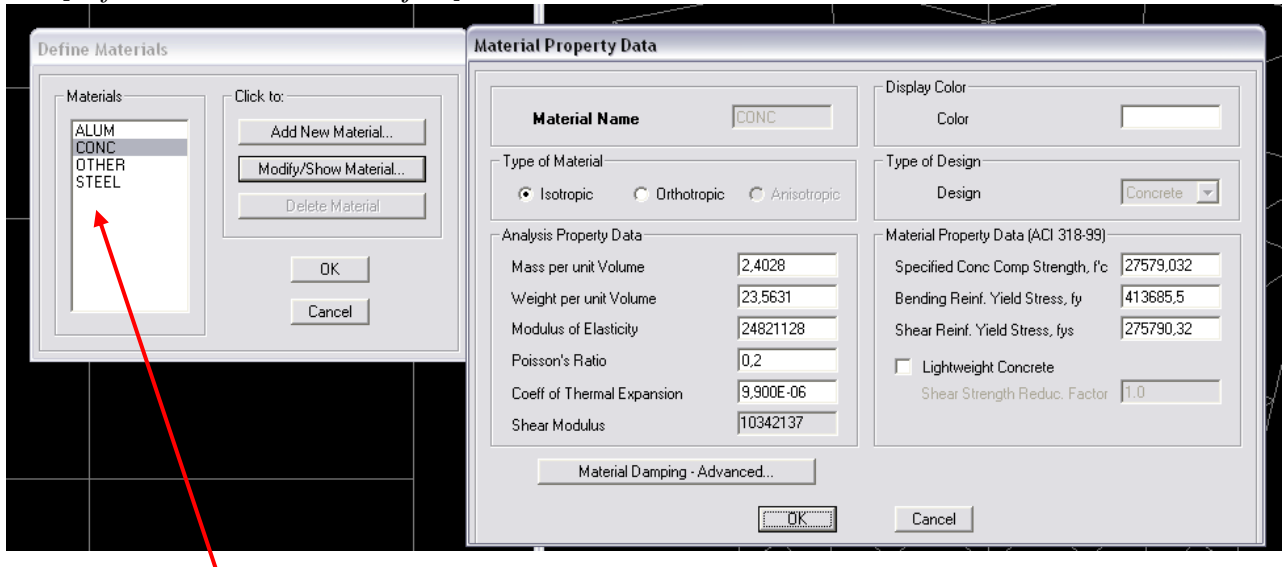 Define Materials
Materials
ALUM
CONC
OTHER
STEEL
Click to:
Add New Material...
Modify/Show Material...
Delete Material
OK
Cancel
Material Property Data
Material Name CONC
Display Color
Color
Type of Material
Isotropic Orthotropic Anisotropic
Type of Design
Design Concrete
Analysis Property Data
Mass per unit Volume 2,4028
Weight per unit Volume 23,5631
Modulus of Elasticity 24821128
Poisson's Ratio 0,2
Coeff of Thermal Expansion 9,900E-06
Shear Modulus 10342137
Material Property Data (ACI 318-99)
Specified Conc Comp Strength, f'c 27579,032
Bending Reinf. Yield Stress, fy 413685,5
Shear Reinf. Yield Stress, fys 275790,32
Lightweight Concrete
Shear Strength Reduc. Factor 1.0
Material Damping - Advanced...
OK Cancel